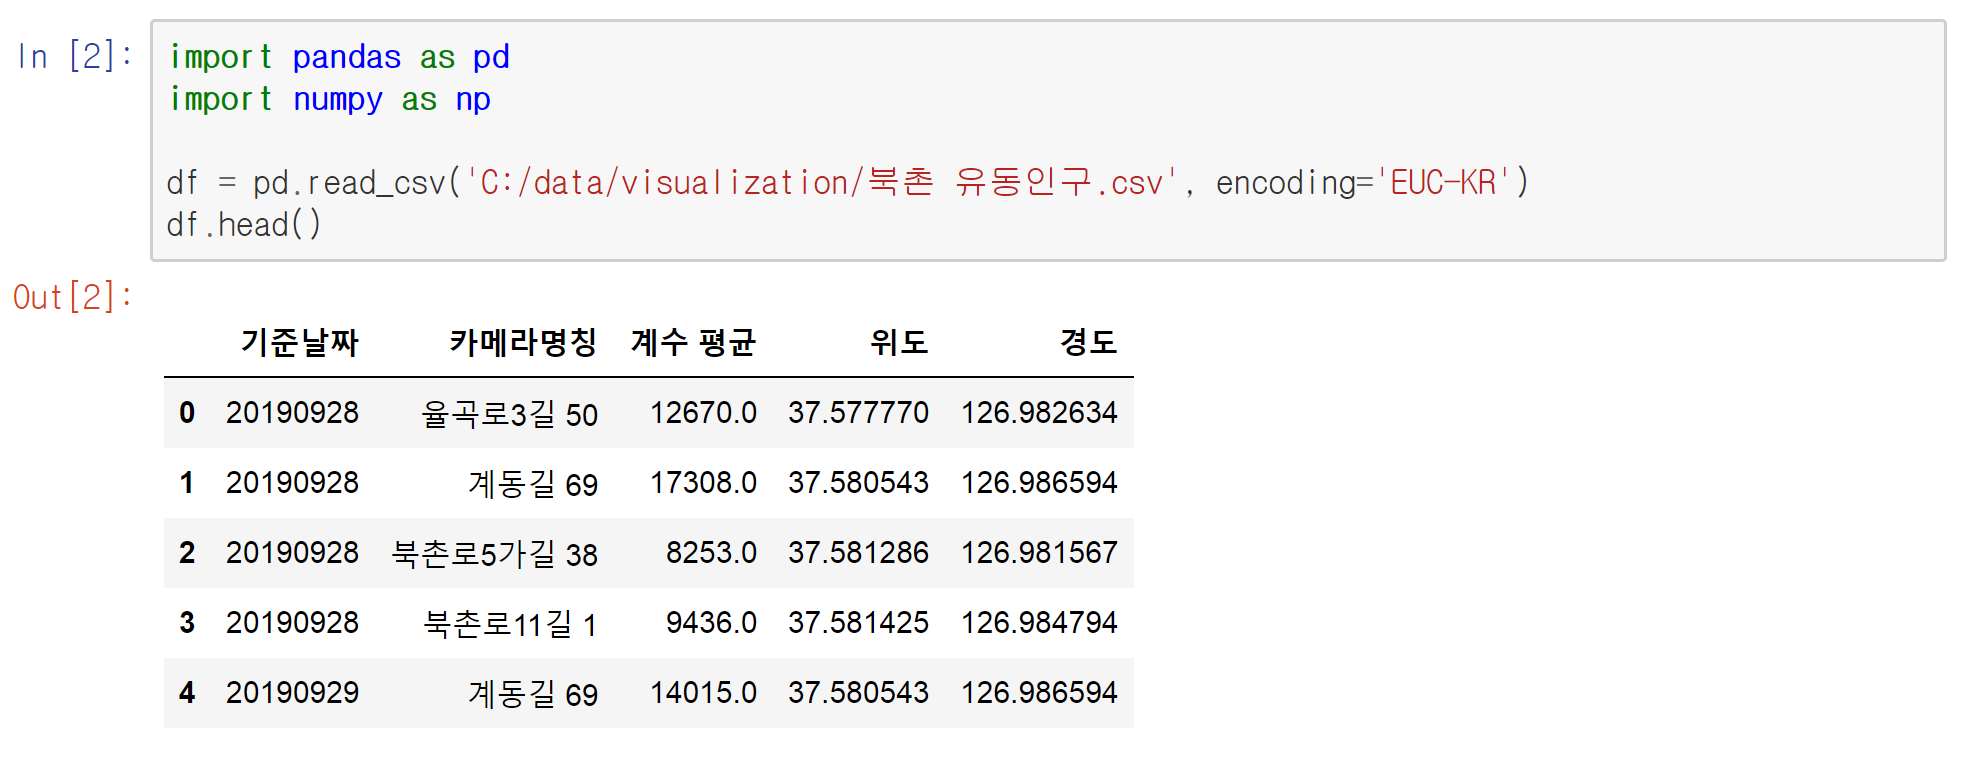 In [2]:
import pandas as pd
import numpy as np
df = pd.read_csv('C:/data/visualization/북촌 유동인구.csv', encoding='EUC-KR')
df.head()
Out[2]:
기준날짜 카메라명칭 계수 평균 위도 경도
0 20190928 율곡로3길 50 12670.0 37.577770 126.982634
1 20190928 계동길 69 17308.0 37.580543 126.986594
2 20190928 북촌로5가길 38 8253.0 37.581286 126.981567
3 20190928 북촌로11길 1 9436.0 37.581425 126.984794
4 20190929 계동길 69 14015.0 37.580543 126.986594